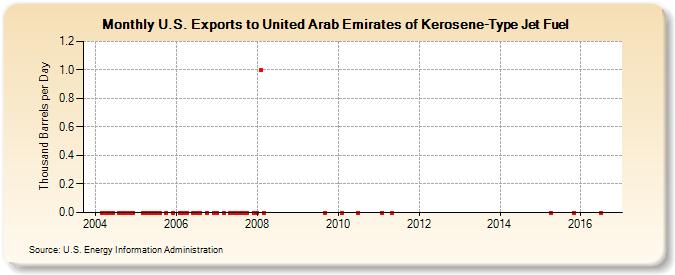 Monthly U.S. Exports to United Arab Emirates of Kerosene-Type Jet Fuel
Thousand Barrels per Day
1.2
1.0
0.8
0.6
0.4
0.2
0.0
2004 2006 2008 2010 2012 2014 2016
Source: U.S. Energy Information Administration